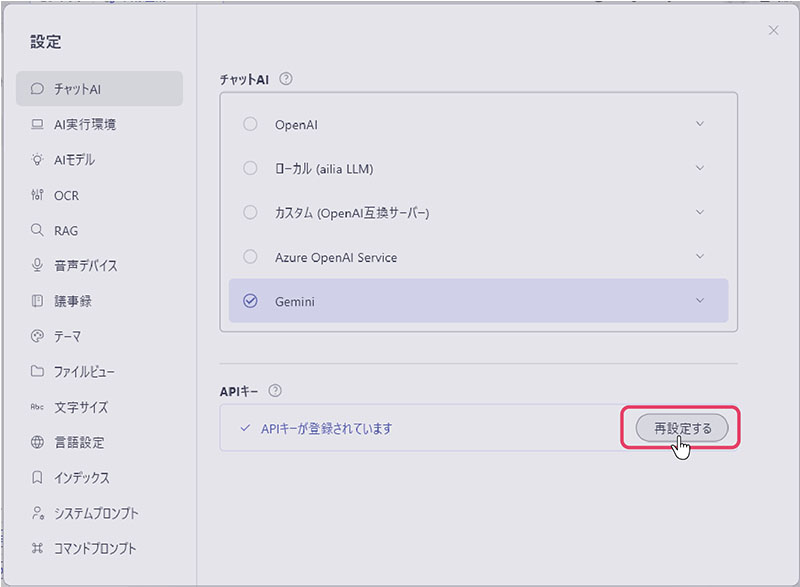 設定
チャットAI
AI実行環境
AIモデル
OCR
RAG
音声デバイス
議事録
テーマ
ファイルビュー
Abc 文字サイズ
言語設定
インデックス
システムプロンプト
コマンドプロンプト
チャットAI ?
OpenAI
ローカル (ailia LLM)
カスタム (OpenAI互換サーバー)
Azure OpenAI Service
Gemini
APIキー ?
APIキーが登録されています
再設定する